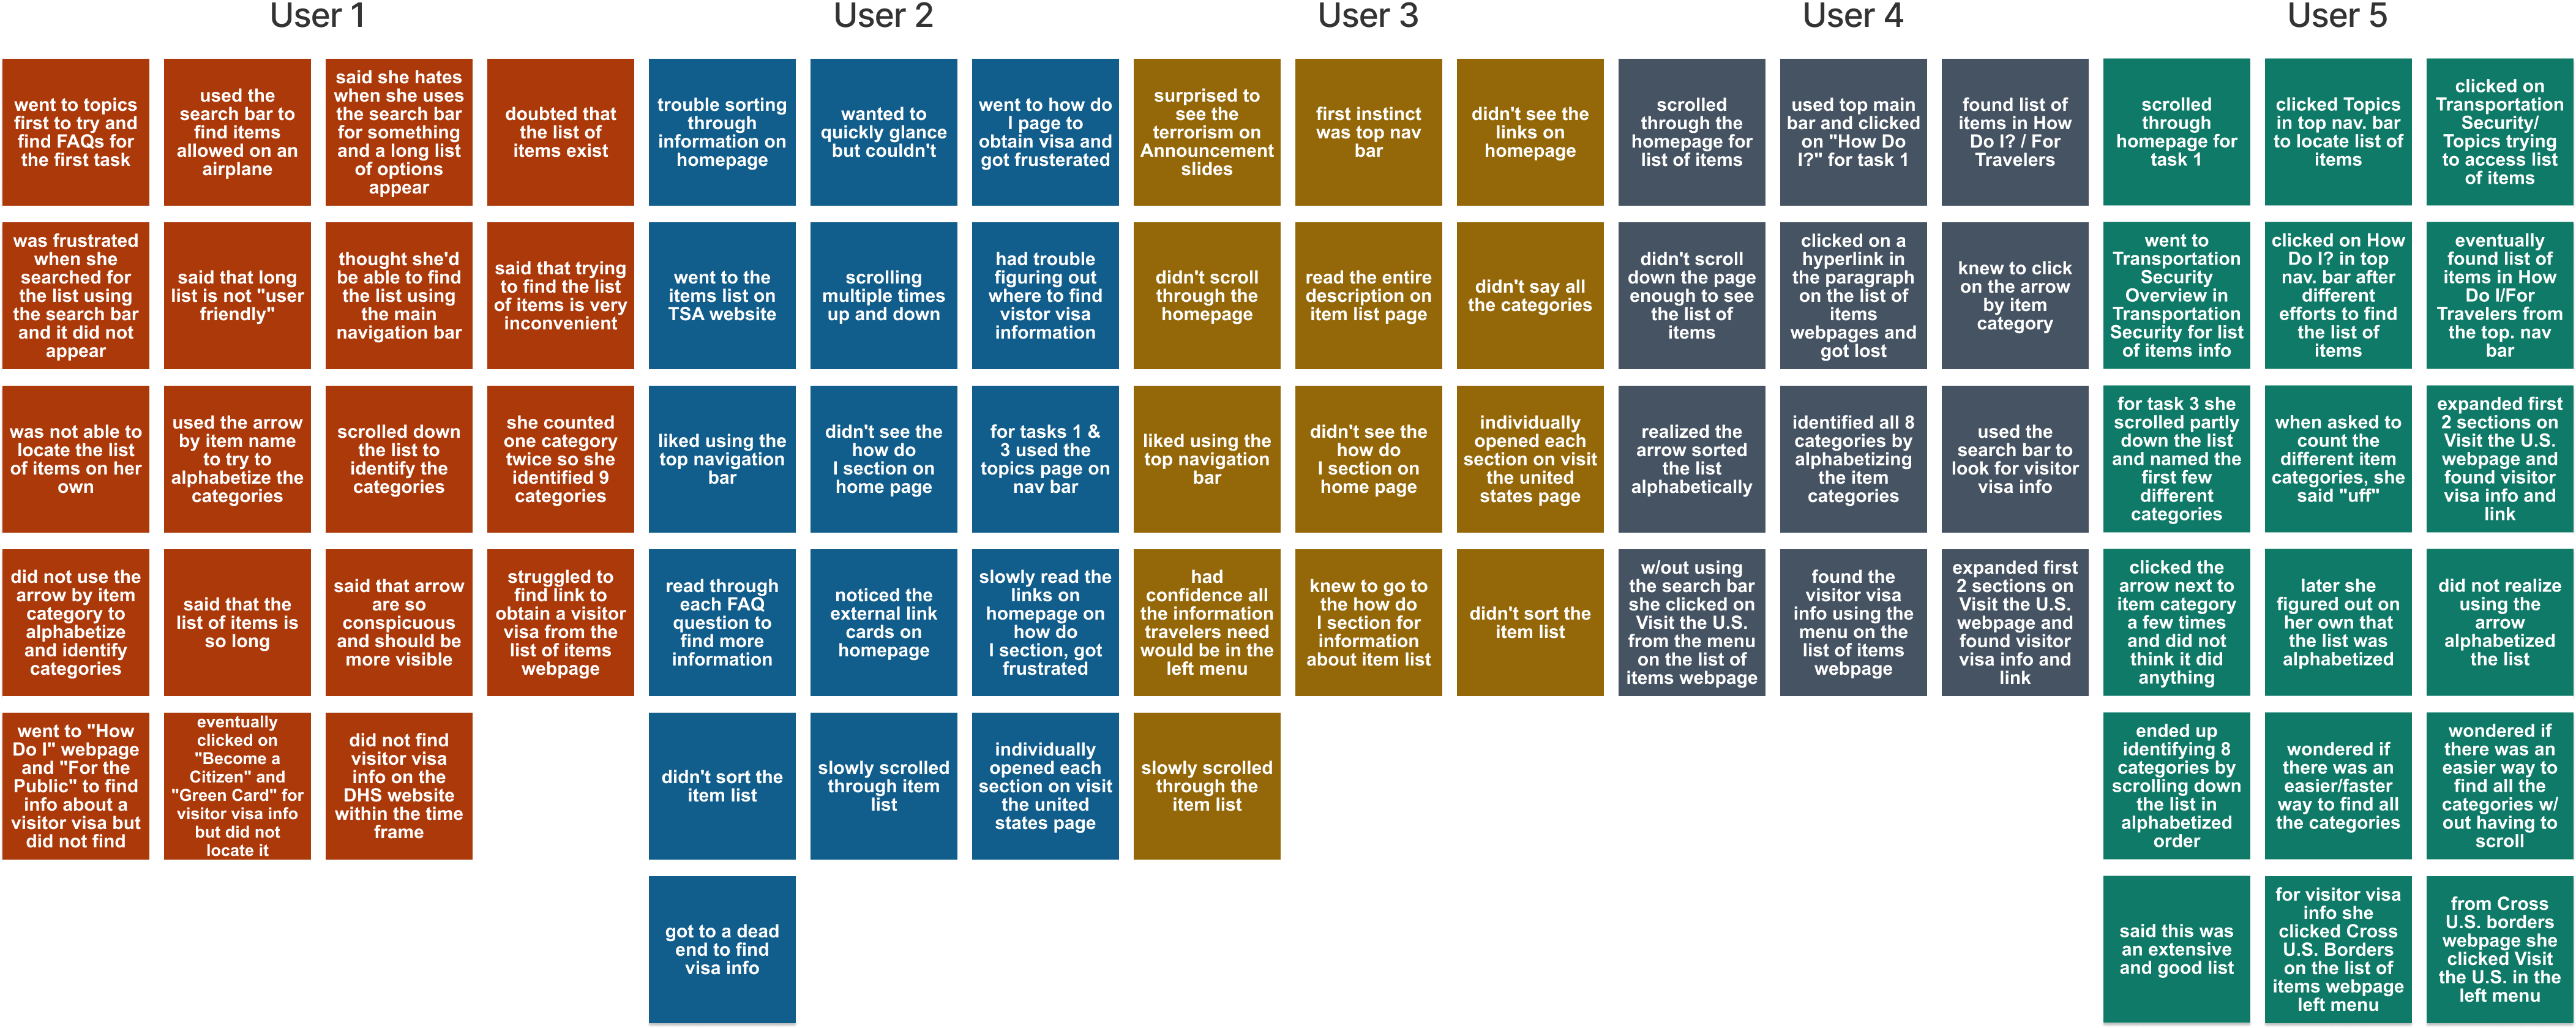 User 1
went to topics
first to try and
find FAQs for
the first task
used the
search bar to
find items
allowed on an
airplane
said she hates
when she uses
the search bar
for something
and a long list
of options
appear
doubted that
the list of
items exist
was frustrated
when she
searched for
the list using
the search bar
and it did not
appear
said that long
list is not "user
friendly"
thought she'd
be able to find
the list using
the main
navigation bar
said that trying
to find the list
of items is very
inconvenient
was not able to
locate the list
of items on her
own
used the arrow
by item name
to try to
alphabetize the
categories
scrolled down
the list to
identify the
categories
she counted
one category
twice so she
identified 9
categories
did not use the
arrow by item
category to
alphabetize
and identify
categories
said that the
list of items is
so long
said that arrow
are so
conspicuous
and should be
more visible
struggled to
find link to
obtain a visitor
visa from the
list of items
webpage
went to "How
Do I" webpage
and "For the
Public" to find
info about a
visitor visa but
did not find
eventually
clicked on
"Become a
Citizen" and
"Green Card" for
visitor visa info
but did not
locate it
did not find
visitor visa
info on the
DHS website
within the time
frame
User 2
trouble sorting
through
information on
homepage
wanted to
quickly glance
but couldn't
went to how do
I page to
obtain visa and
got frusterated
went to the
items list on
TSA website
scrolling
multiple times
up and down
had trouble
figuring out
where to find
vistor visa
information
liked using the
top navigation
bar
didn't see the
how do
I section on
home page
for tasks 1 &
3 used the
topics page on
nav bar
read through
each FAQ
question to
find more
information
noticed the
external link
cards on
homepage
slowly read the
links on
homepage on
how do
I section, got
frustrated
didn't sort the
item list
slowly scrolled
through item
list
individually
opened each
section on visit
the united
states page
got to a dead
end to find
visa info
User 3
surprised to
see the
terrorism on
Announcement
slides
first instinct
was top nav
bar
didn't see the
links on
homepage
didn't scroll
through the
homepage
read the entire
description on
item list page
didn't say all
the categories
liked using the
top navigation
bar
didn't see the
how do
I section on
home page
individually
opened each
section on visit
the united
states page
had
confidence all
the information
travelers need
would be in the
left menu
knew to go to
the how do
I section for
information
about item list
didn't sort the
item list
slowly scrolled
through the
item list
User 4
scrolled
through the
homepage for
list of items
used top main
bar and clicked
on "How Do
I?" for task 1
found list of
items in How
Do I? / For
Travelers
didn't scroll
down the page
enough to see
the list of
items
clicked on a
hyperlink in
the paragraph
on the list of
items
webpages and
got lost
knew to click
on the arrow
by item
category
realized the
arrow sorted
the list
alphabetically
identified all 8
categories by
alphabetizing
the item
categories
used the
search bar to
look for visitor
visa info
w/out using
the search bar
she clicked on
Visit the U.S.
from the menu
on the list of
items webpage
found the
visitor visa
info using the
menu on the
list of items
webpage
expanded first
2 sections on
Visit the U.S.
webpage and
found visitor
visa info and
link
User 5
scrolled
through
homepage for
task 1
clicked Topics
in top nav. bar
to locate list of
items
clicked on
Transportation
Security/
Topics trying
to access list
of items
went to
Transportation
Security
Overview in
Transportation
Security for list
of items info
clicked on How
Do I? in top
nav. bar after
different
efforts to find
the list of
items
eventually
found list of
items in How
Do I/For
Travelers from
the top. nav
bar
for task 3 she
scrolled partly
down the list
and named the
first few
different
categories
when asked to
count the
different item
categories, she
said "uff"
expanded first
2 sections on
Visit the U.S.
webpage and
found visitor
visa info and
link
clicked the
arrow next to
item category
a few times
and did not
think it did
anything
later she
figured out on
her own that
the list was
alphabetized
did not realize
using the
arrow
alphabetized
the list
ended up
identifying 8
categories by
scrolling down
the list in
alphabetized
order
wondered if
there was an
easier/faster
way to find all
the categories
wondered if
there was an
easier way to
find all the
categories w/
out having to
scroll
said this was
an extensive
and good list
for visitor visa
info she
clicked Cross
U.S. Borders
on the list of
items webpage
left menu
from Cross
U.S. borders
webpage she
clicked Visit
the U.S. in the
left menu